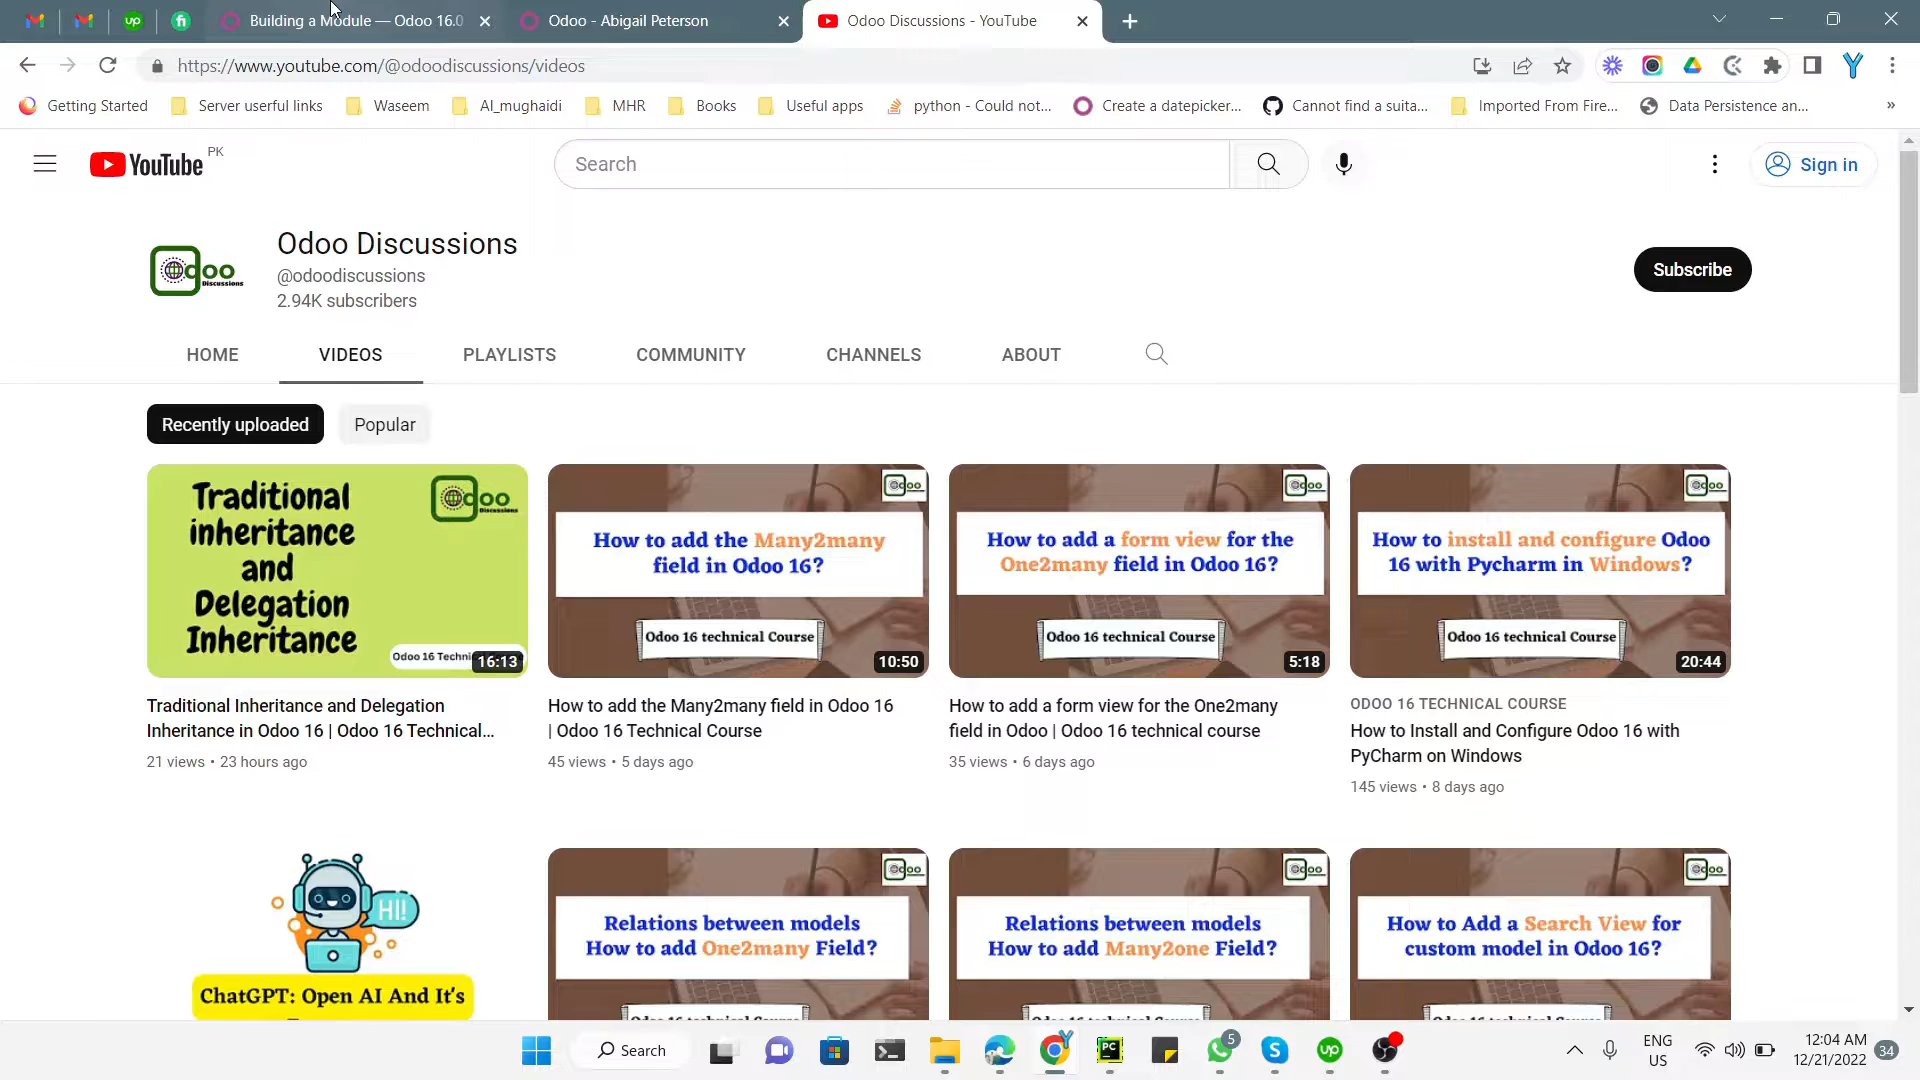 Building a Module — Odoo 16.0
Odoo - Abigail Peterson
Odoo Discussions - YouTube
https://www.youtube.com/@odoodiscussions/videos
Getting Started
Server userful links
Waseem
AI_mughaidi
MHR
Books
Useful apps
python - Could not...
Create a datepicker...
Cannot find a suita...
Imported From Fire...
Data Persistence an...
»
YouTube PK
Search
Sign in
Odoo Discussions
@odoodiscussions
2.94K subscribers
Subscribe
HOME
VIDEOS
PLAYLISTS
COMMUNITY
CHANNELS
ABOUT
Recently uploaded
Popular
Traditional
inheritance
and
Delegation
Inheritance
16:13
How to add the Many2many
field in Odoo 16?
Odoo 16 technical Course
10:50
How to add a form view for the
One2many field in Odoo 16?
Odoo 16 technical Course
5:18
How to install and configure Odoo
16 with Pycharm in Windows?
Odoo 16 technical Course
20:44
Traditional Inheritance and Delegation
Inheritance in Odoo 16 | Odoo 16 Technical...
21 views • 23 hours ago
How to add the Many2many field in Odoo 16
| Odoo 16 Technical Course
45 views • 5 days ago
How to add a form view for the One2many
field in Odoo | Odoo 16 technical course
35 views • 6 days ago
ODOO 16 TECHNICAL COURSE
How to Install and Configure Odoo 16 with
PyCharm on Windows
145 views • 8 days ago
HI!
ChatGPT: Open AI And It's
Relations between models
How to add One2many Field?
Relations between models
How to add Many2one Field?
How to Add a Search View for
custom model in Odoo 16?
Search
5
ENG
US
12:04 AM
12/21/2022
34